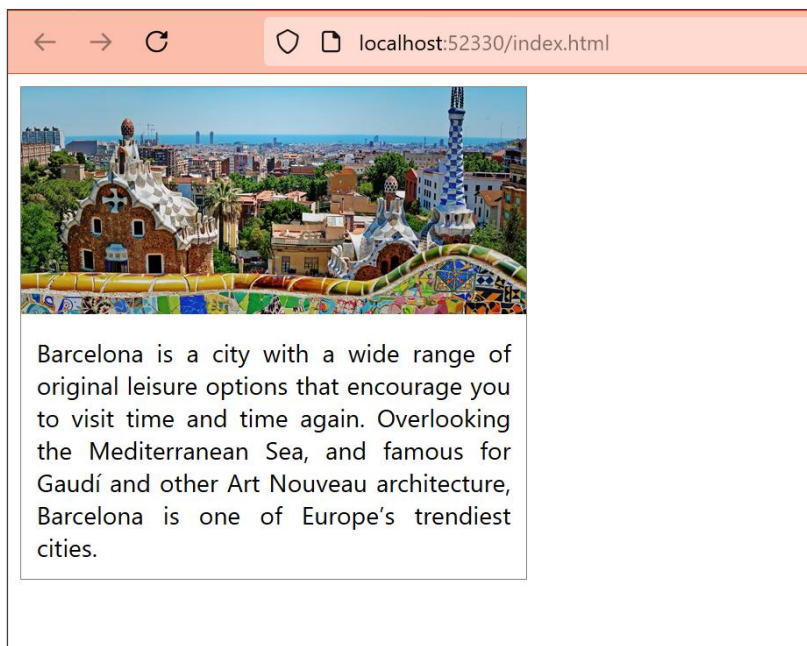 localhost:52330/index.html
Barcelona is a city with a wide range of
original leisure options that encourage you
to visit time and time again. Overlooking
the Mediterranean Sea, and famous for
Gaudí and other Art Nouveau architecture,
Barcelona is one of Europe’s trendiest
cities.